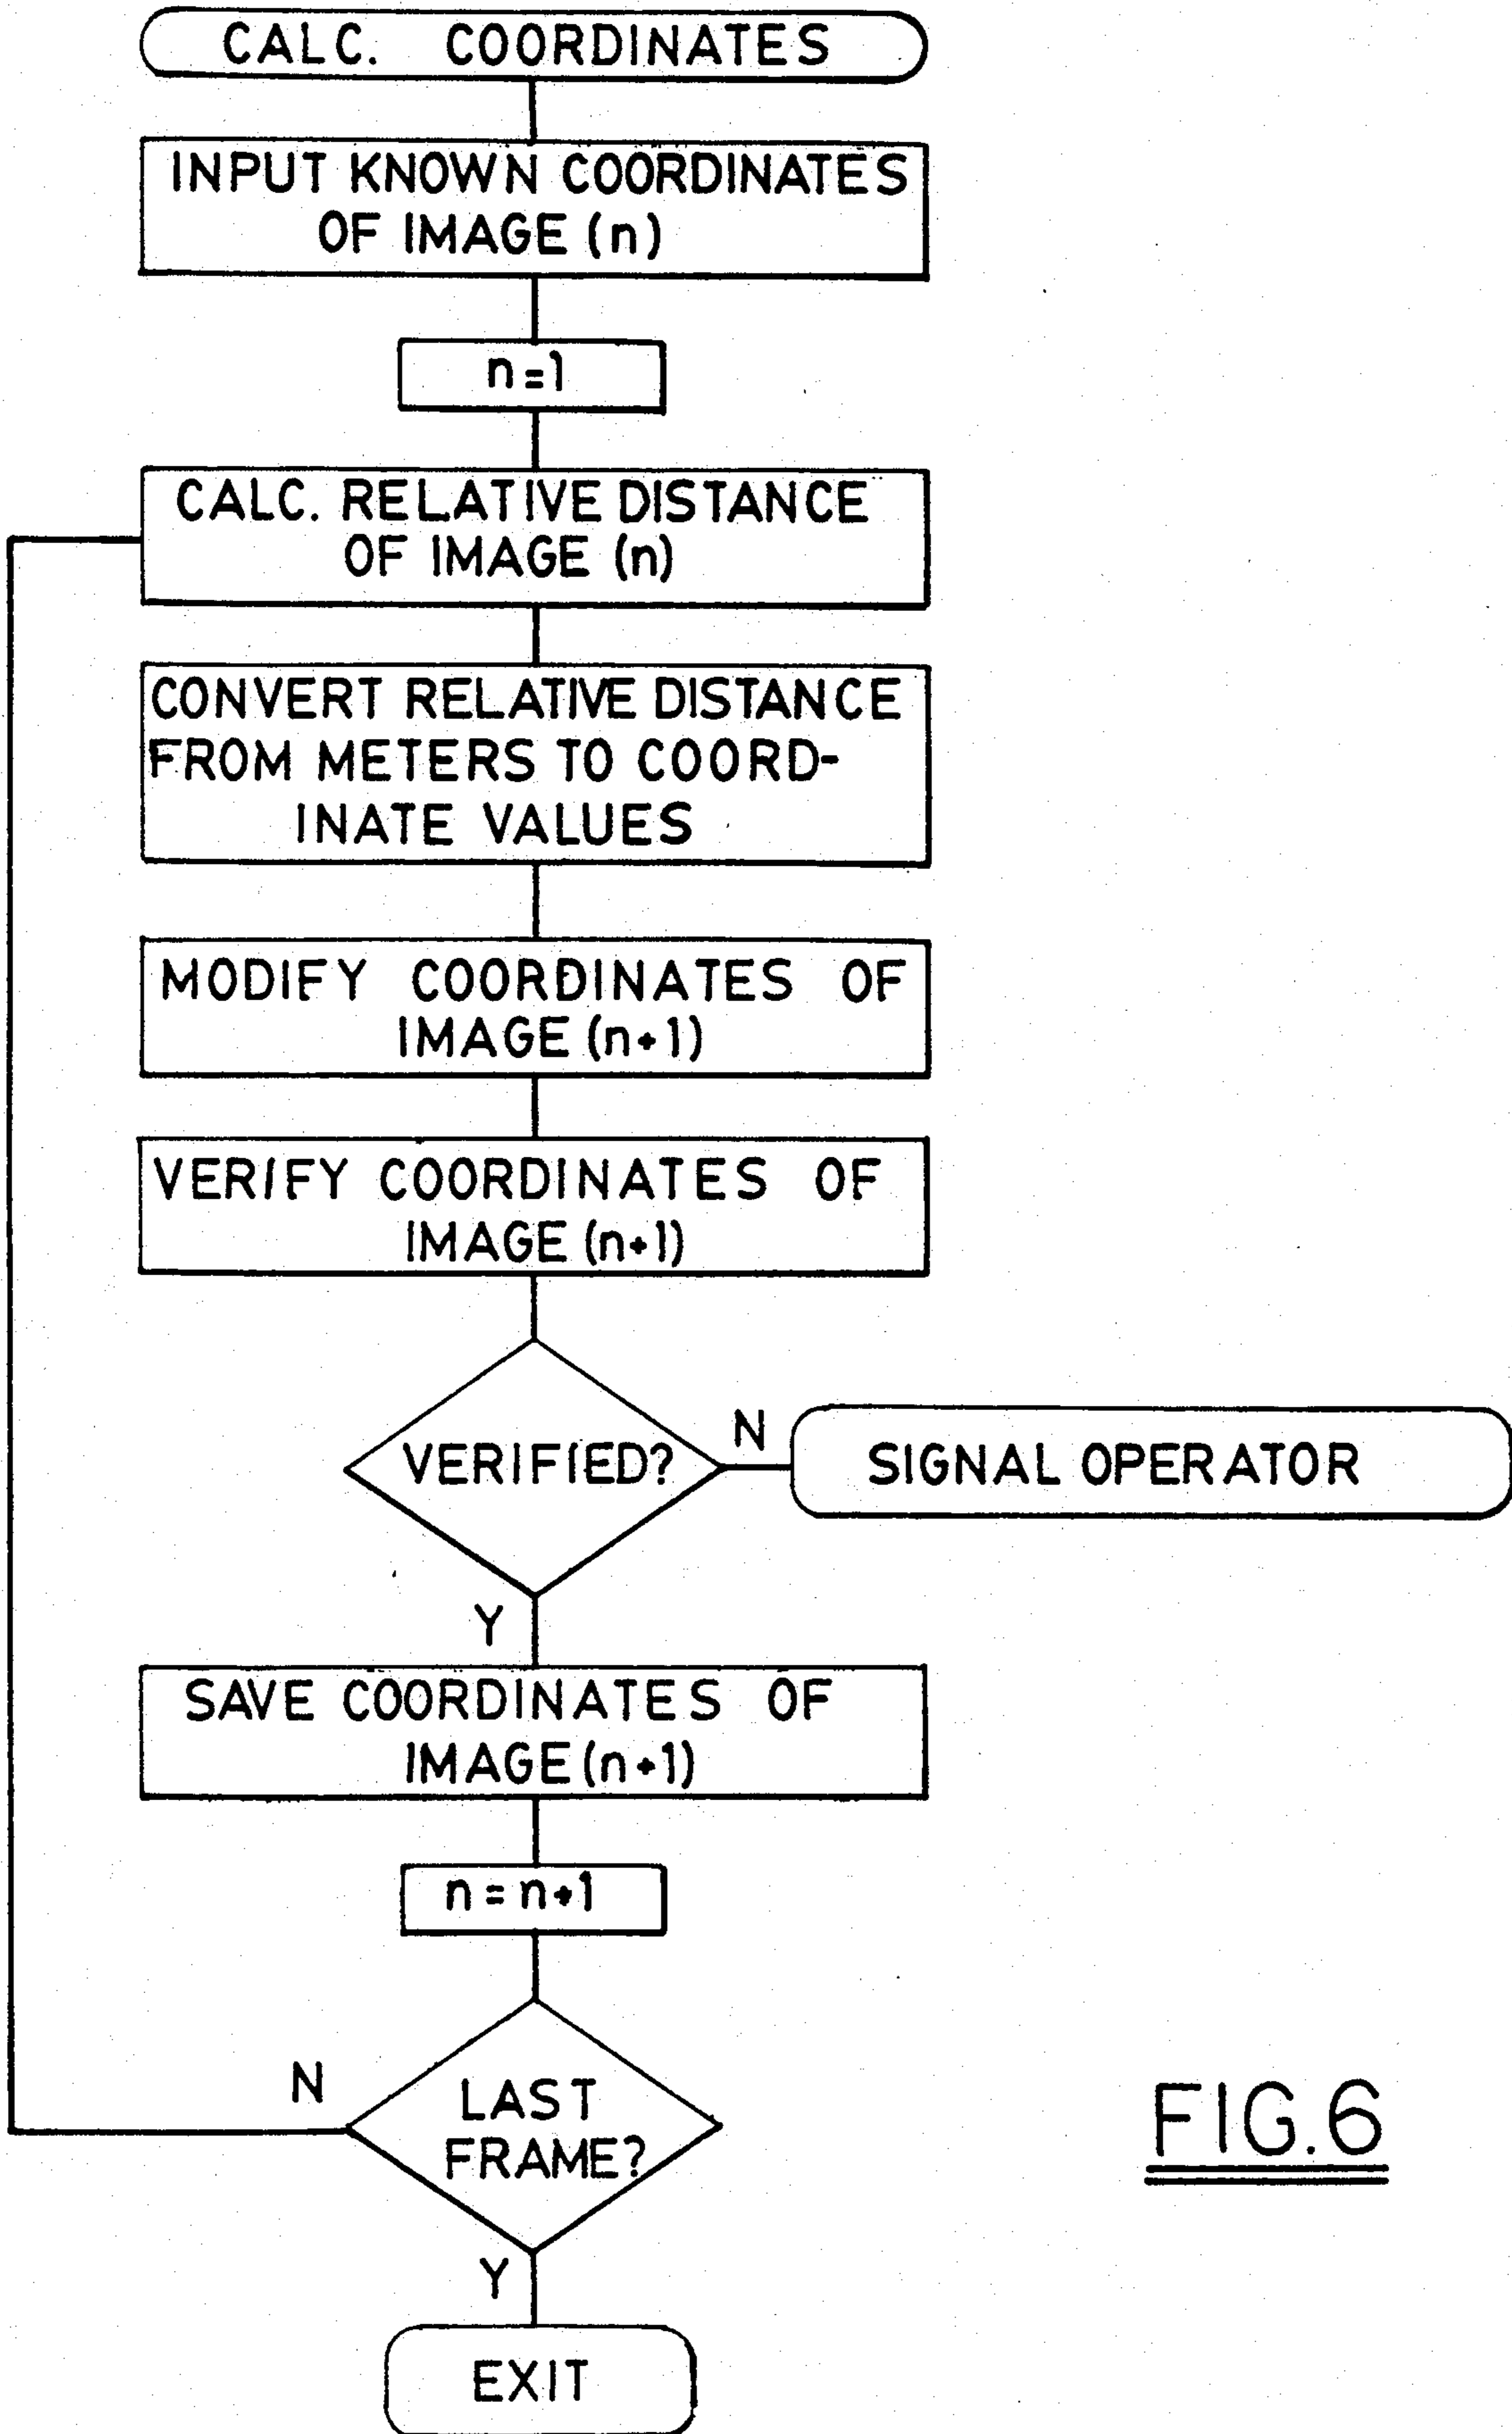 CALC. COORDINATES
INPUT KNOWN COORDINATES
OF IMAGE (n)
n=1
CALC. RELATIVE DISTANCE
OF IMAGE (n)
CONVERT RELATIVE DISTANCE
FROM METERS TO COORD-
INATE VALUES
MODIFY COORDINATES OF
IMAGE (n+1)
VERIFY COORDINATES OF
IMAGE (n+1)
VERIFIED?
N
SIGNAL OPERATOR
Y
SAVE COORDINATES OF
IMAGE (n+1)
n=n+1
N
LAST
FRAME?
Y
EXIT
FIG.6